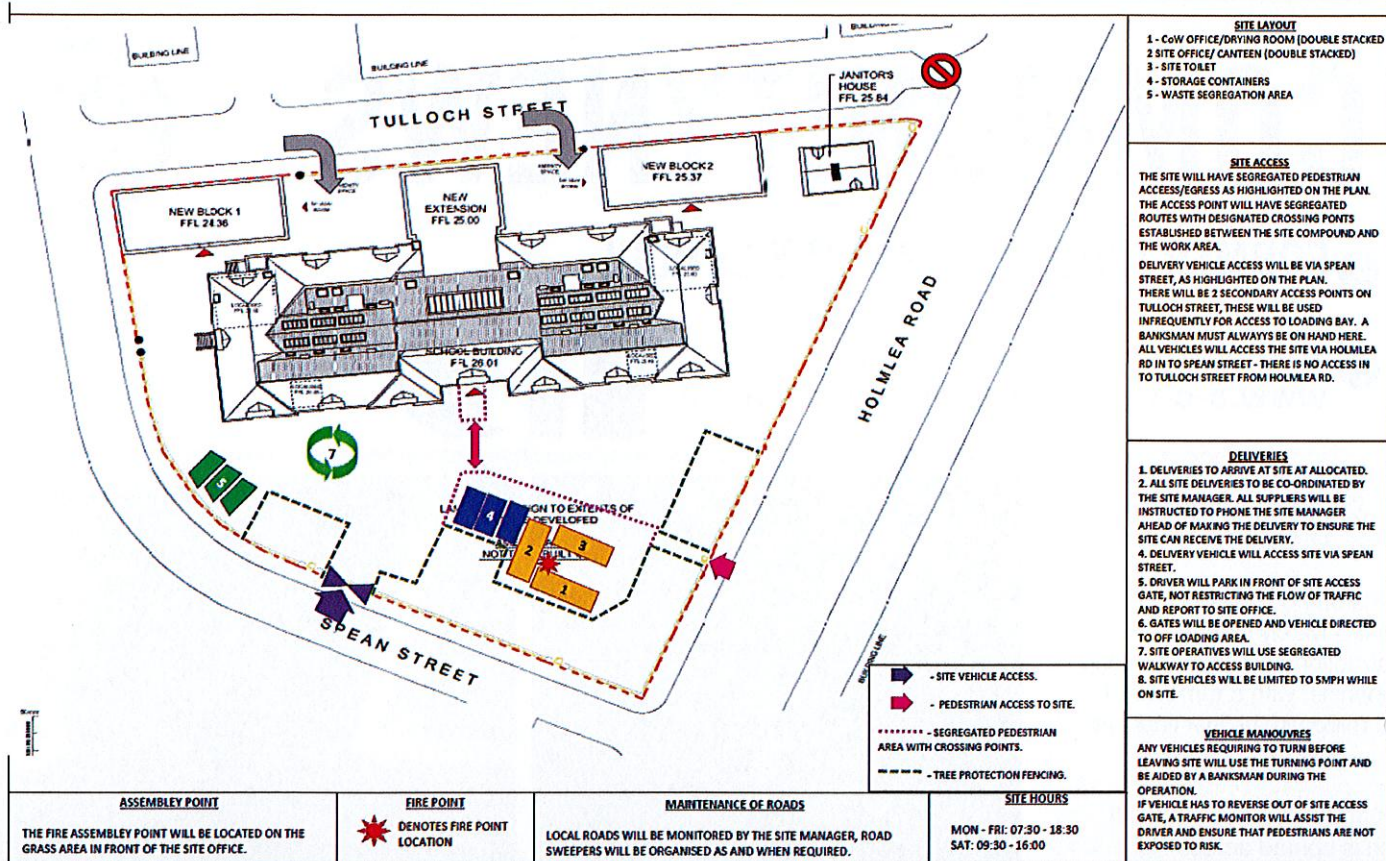 BUILDING LINE
BUILDING LINE
BUILDING LINE
TULLOCH STREET
JANITOR'S
HOUSE
FFL 25 64
NEW BLOCK 1
FFL 24.36
NEW
EXTENSION
FFL 25.00
NEW BLOCK 2
FFL 25.37
SCHOOL BUILDING
FFL 26.01
HOLMLEA ROAD
SPEAN STREET
7
5
4
2
3
1
GN TO EXTENTS OF
DEVELOPED
BUILDING LINE
- SITE VEHICLE ACCESS.
- PEDESTRIAN ACCESS TO SITE.
- SEGREGATED PEDESTRIAN
AREA WITH CROSSING POINTS.
- TREE PROTECTION FENCING.
SITE LAYOUT
1 - CoW OFFICE/DRYING ROOM (DOUBLE STACKED
2 SITE OFFICE/ CANTEEN (DOUBLE STACKED)
3 - SITE TOILET
4 - STORAGE CONTAINERS
5 - WASTE SEGREGATION AREA
SITE ACCESS
THE SITE WILL HAVE SEGREGATED PEDESTRIAN
ACCEESS/EGRESS AS HIGHLIGHTED ON THE PLAN.
THE ACCESS POINT WILL HAVE SEGREGATED
ROUTES WITH DESIGNATED CROSSING PONTS
ESTABLISHED BETWEEN THE SITE COMPOUND AND
THE WORK AREA.
DELIVERY VEHICLE ACCESS WILL BE VIA SPEAN
STREET, AS HIGHLIGHTED ON THE PLAN.
THERE WILL BE 2 SECONDARY ACCESS POINTS ON
TULLOCH STREET, THESE WILL BE USED
INFREQUENTLY FOR ACCESS TO LOADING BAY. A
BANKSMAN MUST ALWAYYS BE ON HAND HERE.
ALL VEHICLES WILL ACCESS THE SITE VIA HOLMLEA
RD IN TO SPEAN STREET - THERE IS NO ACCESS IN
TO TULLOCH STREET FROM HOLMLEA RD.
DELIVERIES
1. DELIVERIES TO ARRIVE AT SITE AT ALLOCATED.
2. ALL SITE DELIVERIES TO BE CO-ORDINATED BY
THE SITE MANAGER. ALL SUPPLIERS WILL BE
INSTRUCTED TO PHONE THE SITE MANAGER
AHEAD OF MAKING THE DELIVERY TO ENSURE THE
SITE CAN RECEIVE THE DELIVERY.
4. DELIVERY VEHICLE WILL ACCESS SITE VIA SPEAN
STREET.
5. DRIVER WILL PARK IN FRONT OF SITE ACCESS
GATE, NOT RESTRICTING THE FLOW OF TRAFFIC
AND REPORT TO SITE OFFICE.
6. GATES WILL BE OPENED AND VEHICLE DIRECTED
TO OFF LOADING AREA.
7. SITE OPERATIVES WILL USE SEGREGATED
WALKWAY TO ACCESS BUILDING.
8. SITE VEHICLES WILL BE LIMITED TO 5MPH WHILE
ON SITE.
VEHICLE MANOUVRES
ANY VEHICLES REQUIRING TO TURN BEFORE
LEAVING SITE WILL USE THE TURNING POINT AND
BE AIDED BY A BANKSMAN DURING THE
OPERATION.
IF VEHICLE HAS TO REVERSE OUT OF SITE ACCESS
GATE, A TRAFFIC MONITOR WILL ASSIST THE
DRIVER AND ENSURE THAT PEDESTRIANS ARE NOT
EXPOSED TO RISK.
ASSEMBLEY POINT
THE FIRE ASSEMBLY POINT WILL BE LOCATED ON THE
GRASS AREA IN FRONT OF THE SITE OFFICE.
FIRE POINT
DENOTES FIRE POINT
LOCATION
MAINTENANCE OF ROADS
LOCAL ROADS WILL BE MONITORED BY THE SITE MANAGER, ROAD
SWEEPERS WILL BE ORGANISED AS AND WHEN REQUIRED.
SITE HOURS
MON - FRI: 07:30 - 18:30
SAT: 09:30 - 16:00